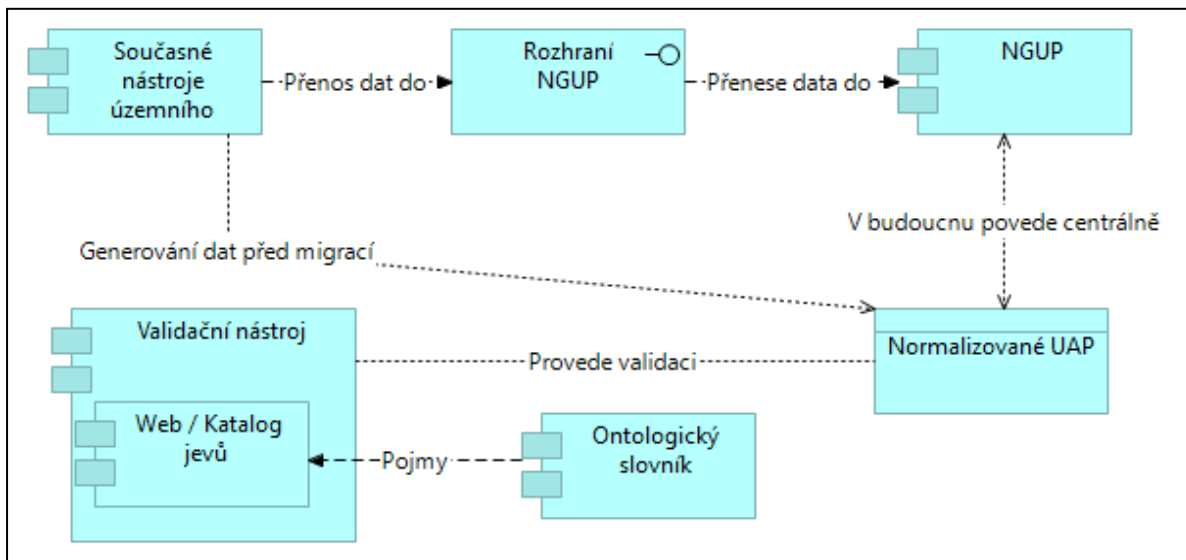 Současné
nástroje
územního
Přenos dat do
Rozhraní
NGUP
Přenese data do
NGUP
V budoucnu povede centrálně
Generování dat před migrací
Validační nástroj
Provede validaci
Normalizované UAP
Web / Katalog
jevů
Pojmy
Ontologický
slovník